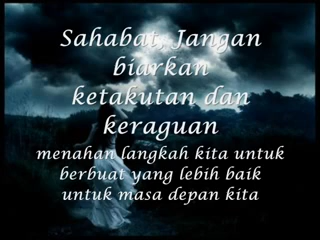 Sahabat, Jangan
biarkan
ketakutan dan
keraguan
menahan langkah kita untuk
berbuat yang lebih baik
untuk masa depan kita